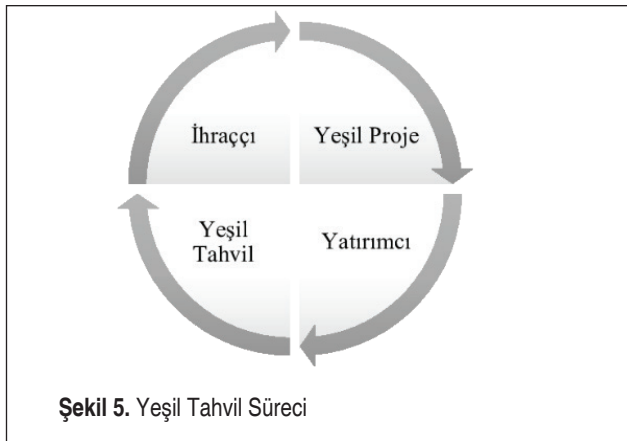 İhraççı
Yeşil Proje
Yeşil
Tahvil
Yatırımcı
Şekil 5. Yeşil Tahvil Süreci